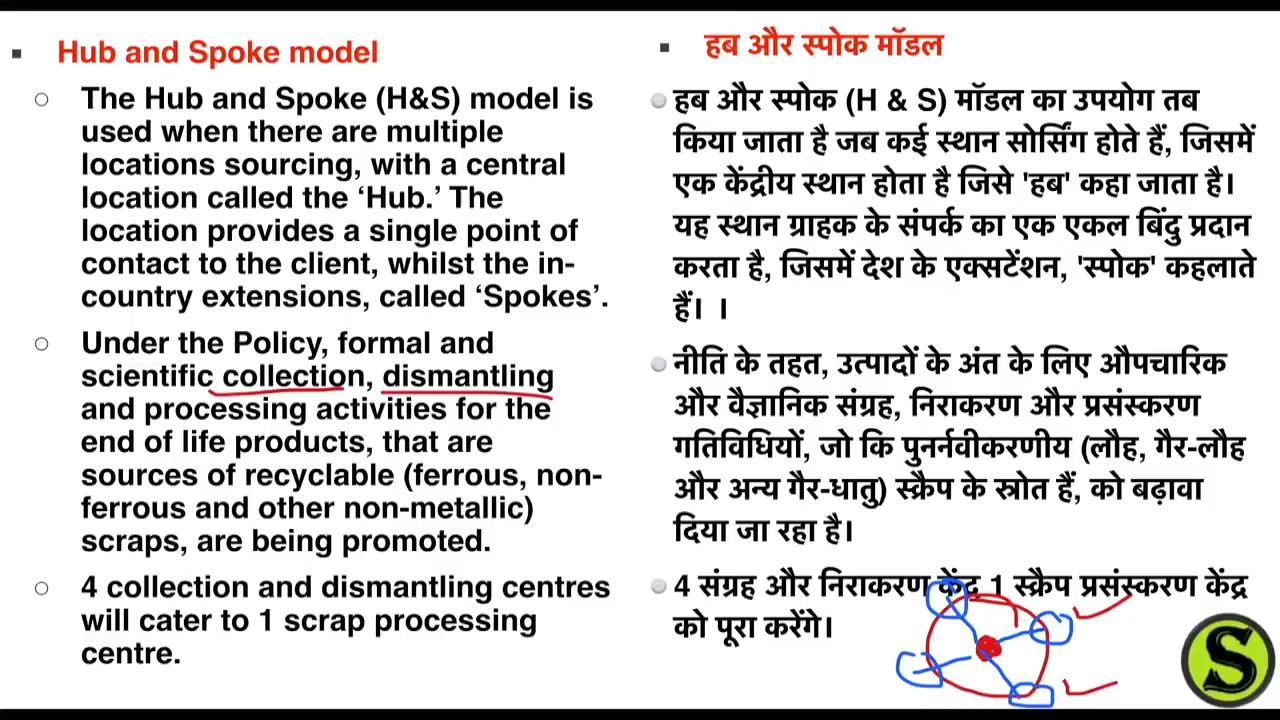 Hub and Spoke model
The Hub and Spoke (H&S) model is
used when there are multiple
locations sourcing, with a central
location called the ‘Hub.’ The
location provides a single point of
contact to the client, whilst the in-
country extensions, called ‘Spokes’.
Under the Policy, formal and
scientific collection, dismantling
and processing activities for the
end of life products, that are
sources of recyclable (ferrous, non-
ferrous and other non-metallic)
scraps, are being promoted.
4 collection and dismantling centres
will cater to 1 scrap processing
centre.
हब और स्पोक मॉडल
हब और स्पोक (H & S) मॉडल का उपयोग तब
किया जाता है जब कई स्थान सोर्सिंग होते हैं, जिसमें
एक केंद्रीय स्थान होता है जिसे 'हब' कहा जाता है।
यह स्थान ग्राहक के संपर्क का एक एकल बिंदु प्रदान
करता है, जिसमें देश के एक्सटेंशन, 'स्पोक' कहलाते
हैं। ।
नीति के तहत, उत्पादों के अंत के लिए औपचारिक
और वैज्ञानिक संग्रह, निराकरण और प्रसंस्करण
गतिविधियों, जो कि पुनर्नवीकरणीय (लौह, गैर-लौह
और अन्य गैर-धातु) स्क्रैप के स्रोत हैं, को बढ़ावा
दिया जा रहा है।
4 संग्रह और निराकरण केंद्र 1 स्क्रैप प्रसंस्करण केंद्र
को पूरा करेंगे।
S